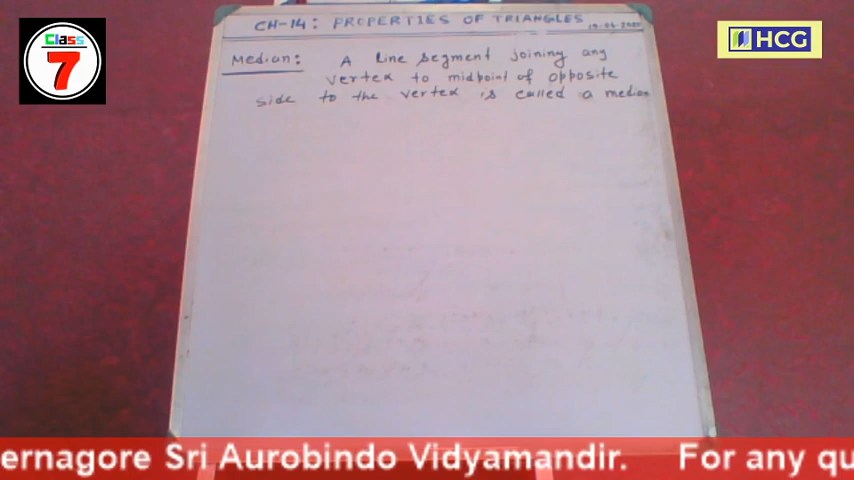 Class
7
HCG
CH-14: PROPERTIES OF TRIANGLES
Median: A line segment joining any
vertex to midpoint of opposite
side to the vertex is called a median
ernagore Sri Aurobindo Vidyamandir. For any qu